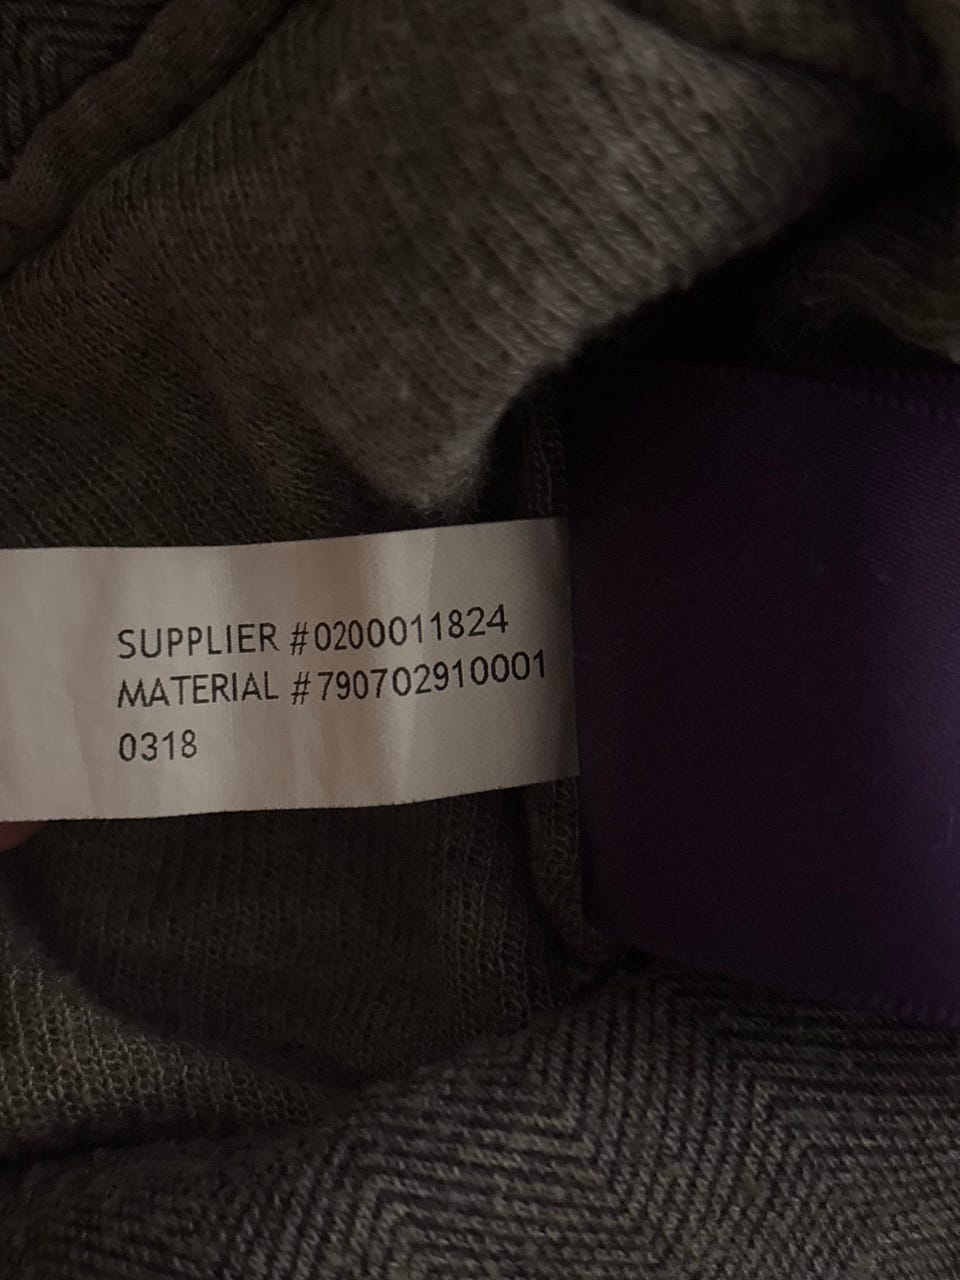 SUPPLIER #0200011824
MATERIAL #790702910001
0318